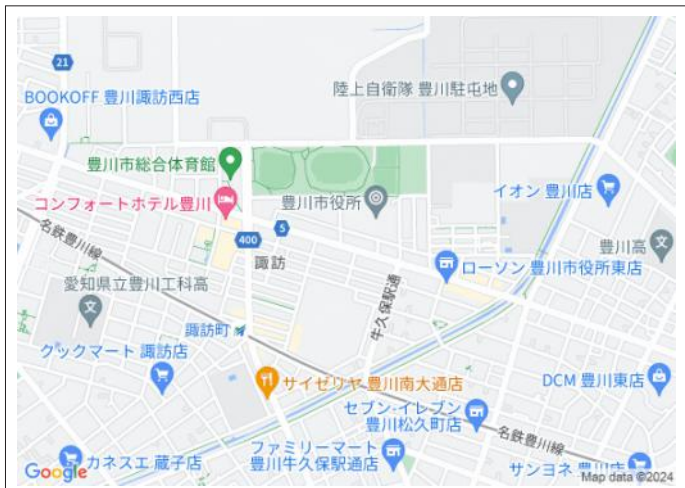 21
陸上自衛隊 豊川駐屯地
BOOKOFF 豊川諏訪西店
豊川市総合体育館
コンフォートホテル豊川
豊川市役所
イオン 豊川店
名鉄豊川線
5
400
諏訪
豊川高
ローソン 豊川市役所東店
愛知県立豊川工科高
牛久保駅通
諏訪町
クックマート 諏訪店
サイゼリヤ 豊川南大通店
DCM 豊川東店
セブン-イレブン
豊川松久町店
名鉄豊川線
ファミリーマート
豊川牛久保駅通店
カネスエ 蔵子店
サンヨネ 豊川店
Google
Map data ©2024